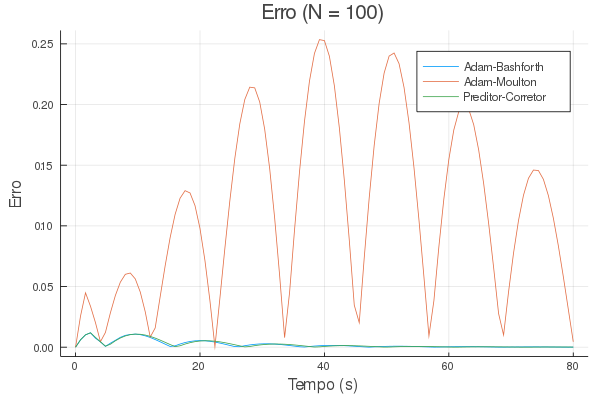 Erro (N = 100)
0.25
0.20
0.15
0.10
0.05
0.00
Erro
Adam-Bashforth
Adam-Moulton
Preditor-Corretor
0
20
40
60
80
Tempo (s)